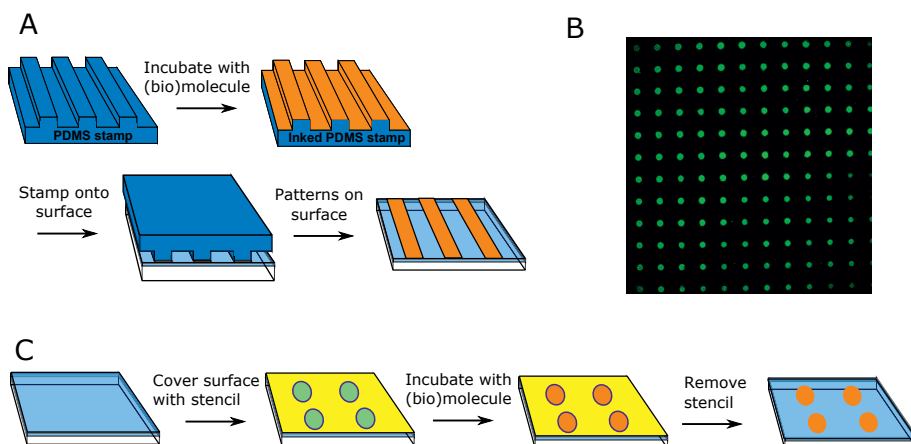 A
Incubate with
(bio)molecule
PDMS stamp
Inked PDMS stamp
Stamp onto
surface
Patterns on
surface
B
C
Cover surface
with stencil
Incubate with
(bio)molecule
Remove
stencil